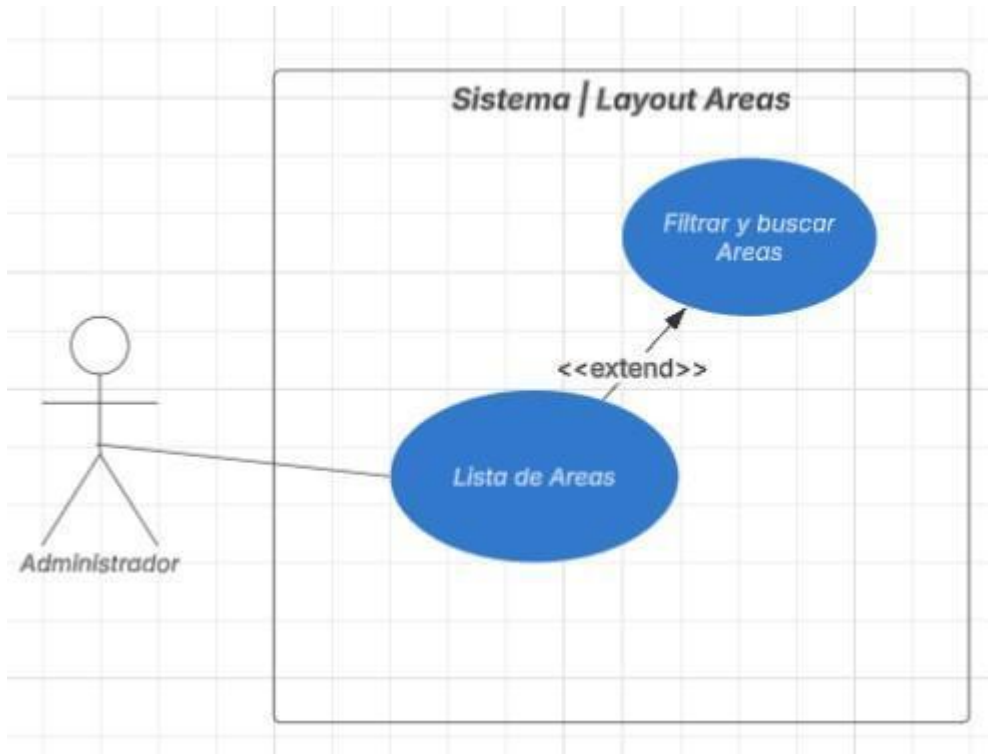 Sistema | Layout Areas
Filtrar y buscar
Areas
<<extend>>
Lista de Areas
Administrador